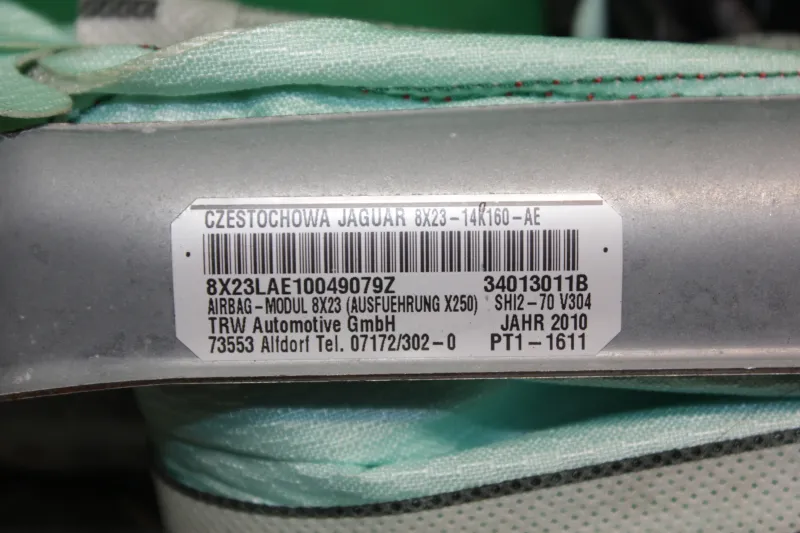 CZESTOCHOWA JAGUAR 8X23-14K160-AE
8X23LAE10049079Z 34013011B
AIRBAG-MODUL 8X23 (AUSFUEHRUNG X250) SHI2-70 V304
TRW Automotive GmbH JAHR 2010
73553 Alfdorf Tel. 07172/302-0 PT1-1611